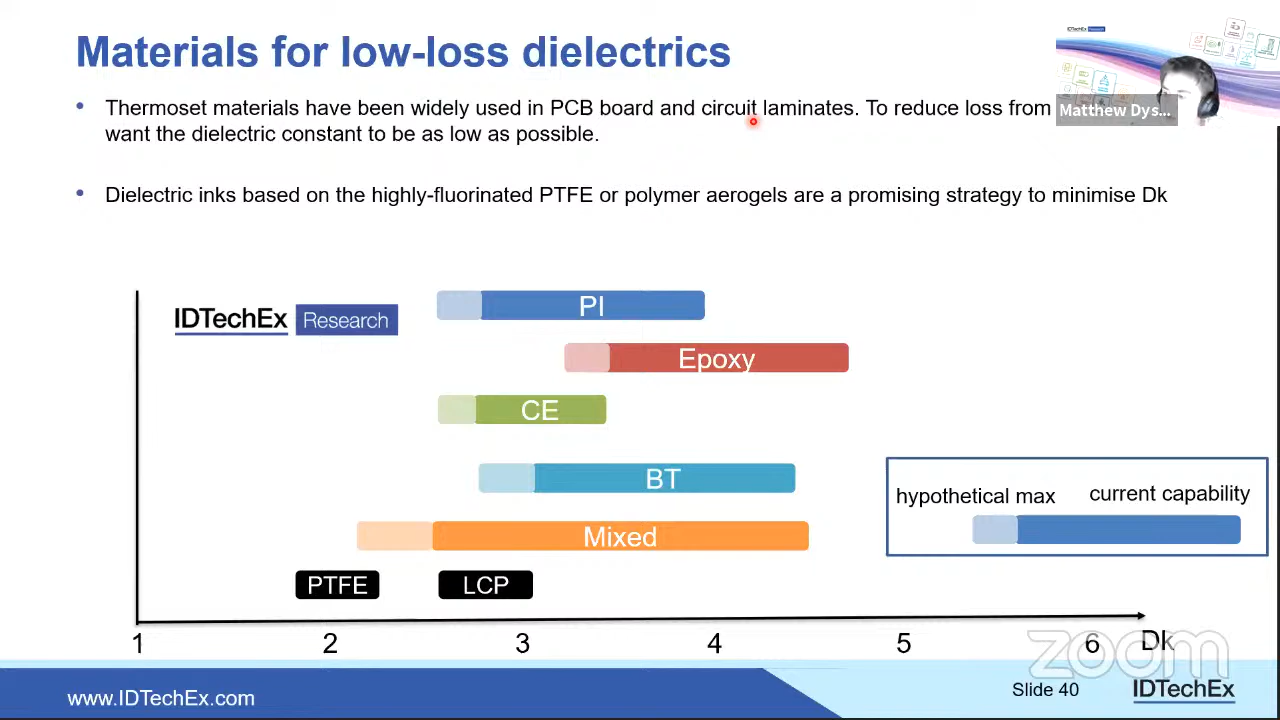 Materials for low-loss dielectrics
Matthew Dys...
• Thermoset materials have been widely used in PCB board and circuit laminates. To reduce loss from
want the dielectric constant to be as low as possible.
• Dielectric inks based on the highly-fluorinated PTFE or polymer aerogels are a promising strategy to minimise Dk
IDTechEx Research
PI
Epoxy
CE
BT
Mixed
PTFE LCP
hypothetical max current capability
1 2 3 4 5 6 Dk
zoom
www.IDTechEx.com
Slide 40
IDTechEx